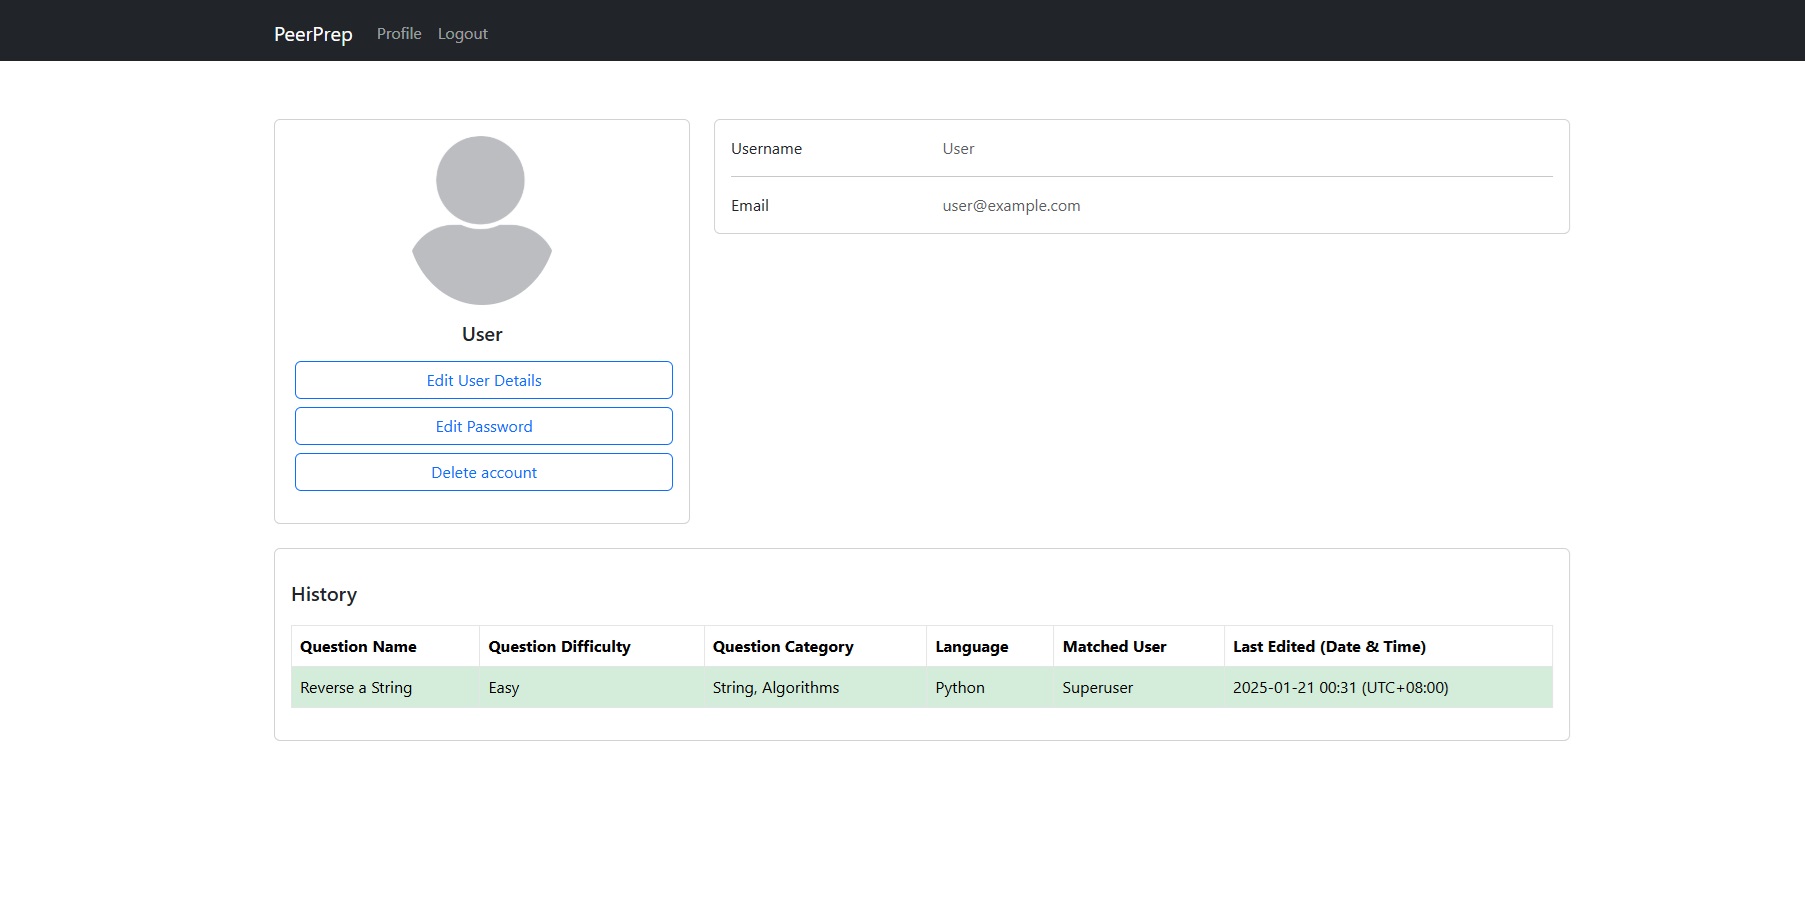 PeerPrep Profile Logout
User
Edit User Details
Edit Password
Delete account
Username User
Email user@example.com
History
Question Name Question Difficulty Question Category Language Matched User Last Edited (Date & Time)
Reverse a String Easy String, Algorithms Python Superuser 2025-01-21 00:31 (UTC+08:00)